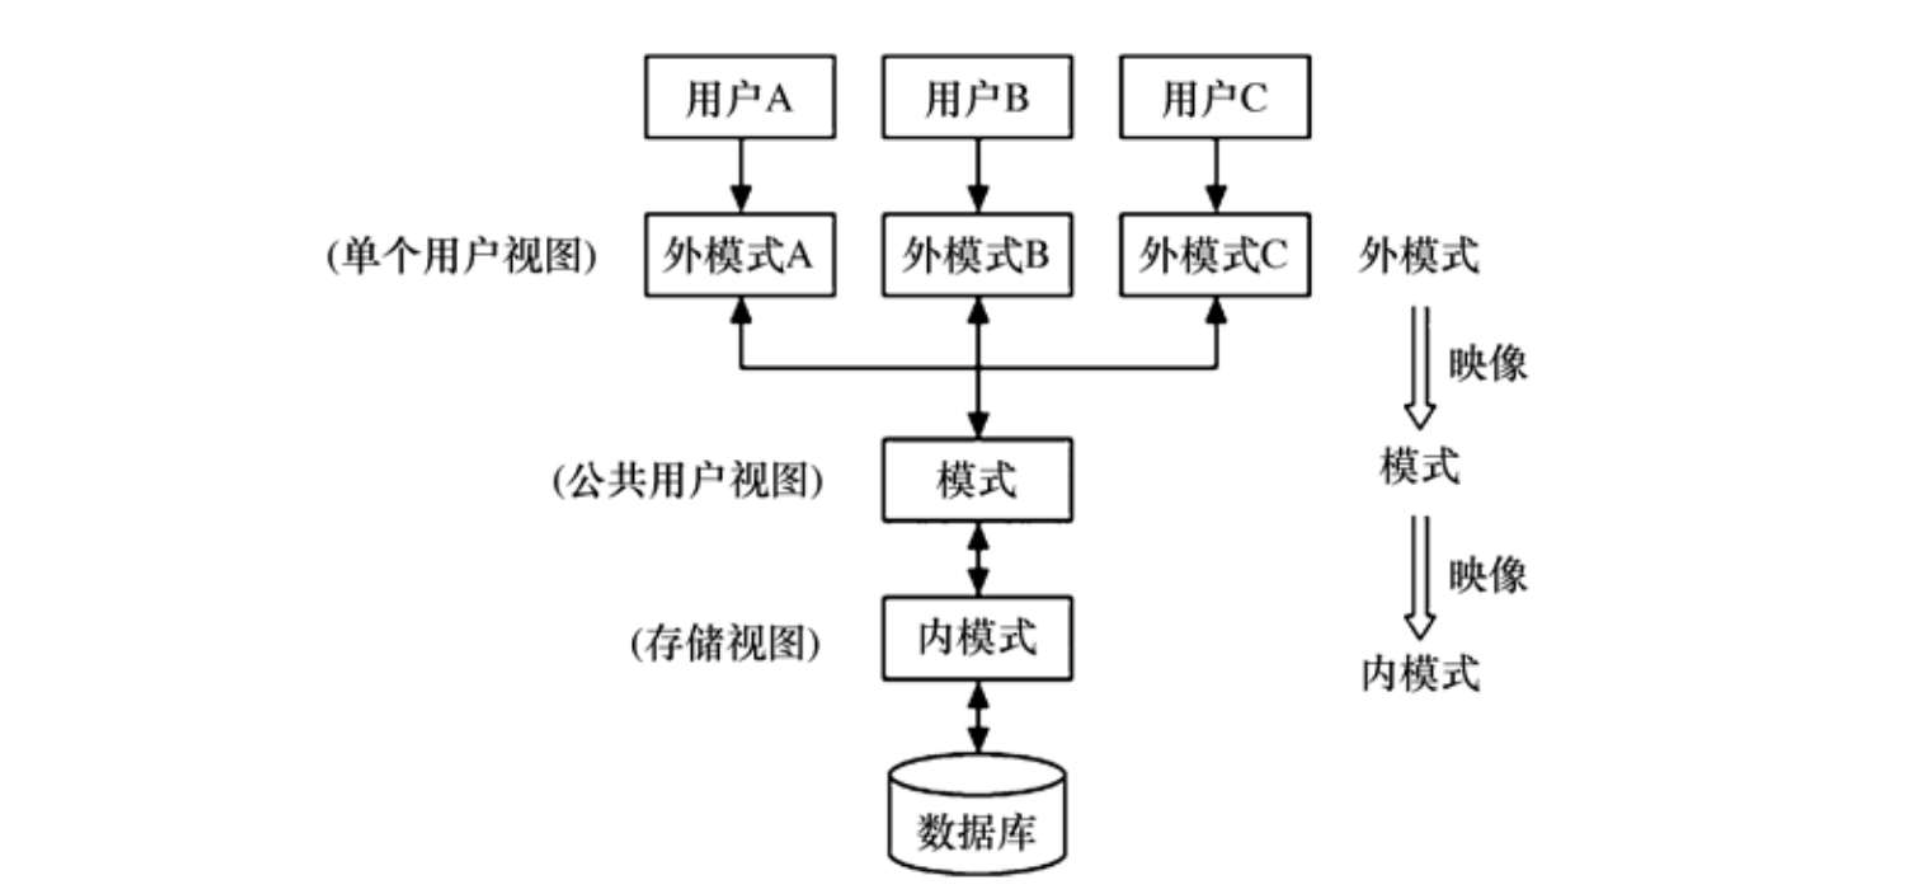 用户A 用户B 用户C
(单个用户视图) 外模式A 外模式B 外模式C 外模式
映像
(公共用户视图) 模式 模式
映像
(存储视图) 内模式 内模式
数据库